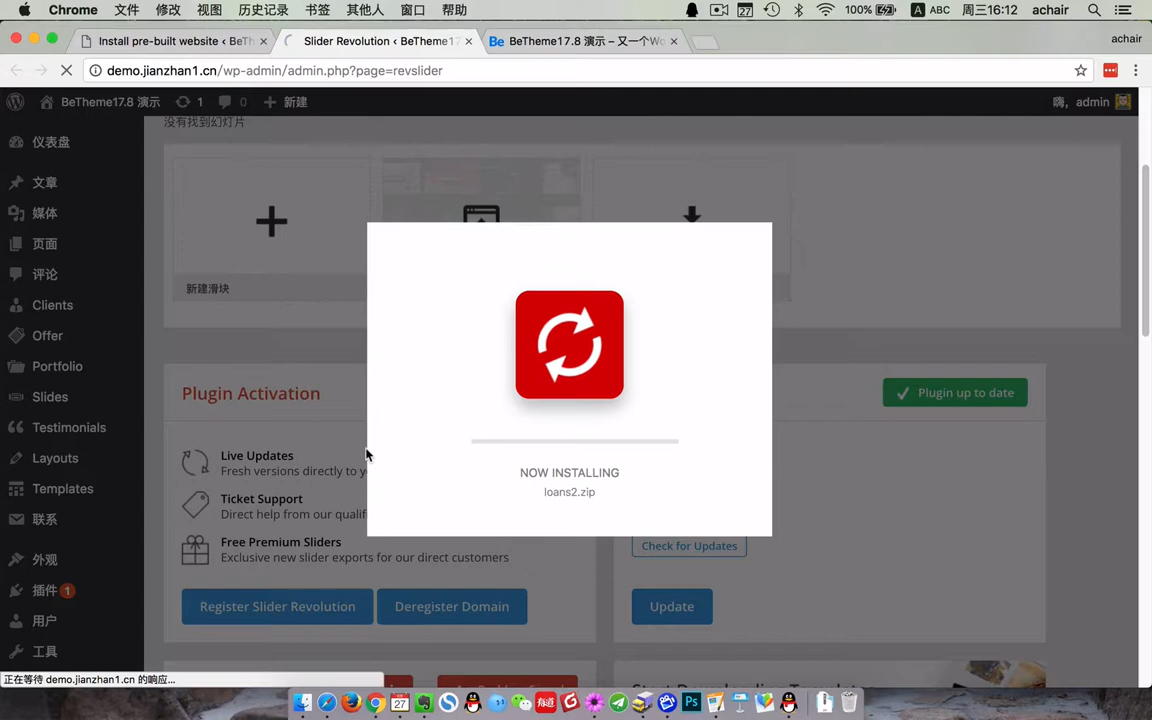 Chrome 文件 修改 视图 历史记录 书签 其他人 窗口 帮助 27 100% A ABC 周三16:12 achair
Install pre-built website ‹ BeTh Slider Revolution ‹ BeTheme1 Be BeTheme17.8 演示 – 又一个Wo achair
demo.jianzhan1.cn/wp-admin/admin.php?page=revslider
BeTheme17.8 演示 1 0 新建 嗨，admin
仪表盘
文章
媒体
页面
评论
Clients
Offer
Portfolio
Slides
Testimonials
Layouts
Templates
联系
外观
插件 1
用户
工具
没有找到幻灯片
新建滑块
NOW INSTALLING
loans2.zip
Plugin Activation
Plugin up to date
Live Updates
Fresh versions directly to y
Ticket Support
Direct help from our qualif
Free Premium Sliders
Exclusive new slider exports for our direct customers
Register Slider Revolution Deregister Domain
Check for Updates
Update
正在等待 demo.jianzhan1.cn 的响应...
27 有道 Ps